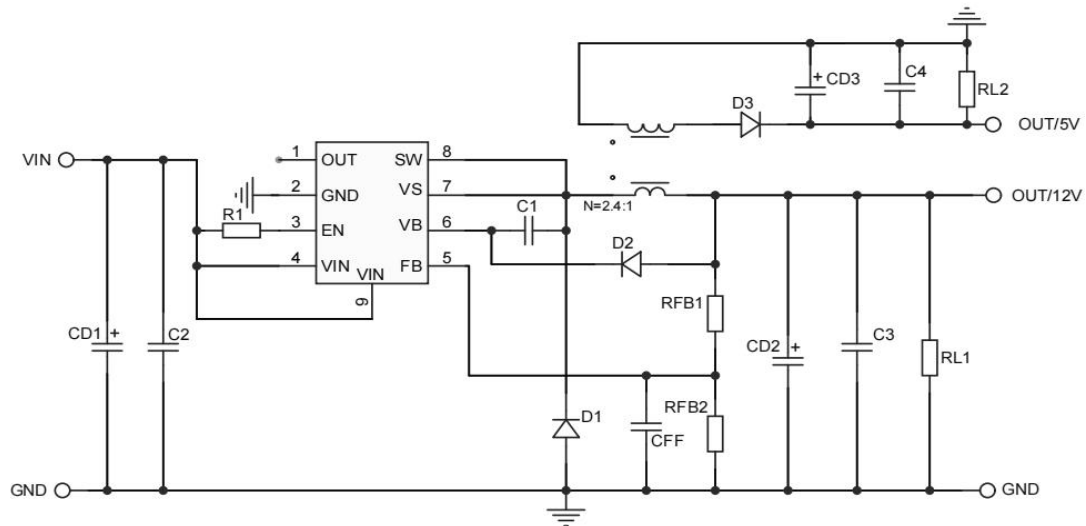 + CD3
C4
RL2
D3
OUT/5V
VIN
1 OUT SW 8
2 GND VS 7
R1
3 EN VB 6
4 VIN FB 5
VIN
9
C1
N=2.4:1
OUT/12V
D2
RFB1
CD1 +
C2
CD2 +
C3
RL1
RFB2
D1
CFF
GND
GND